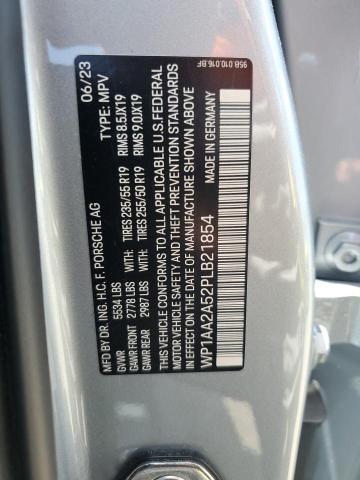 95B.010.016.BF
MFD BY DR. ING. H.C. F. PORSCHE AG 06/23
GVWR 5534 LBS TYPE: MPV
GAWR FRONT 2778 LBS WITH TIRES 235/55 R19 RIMS 8.5JX19
GAWR REAR 2987 LBS WITH TIRES 255/50 R19 RIMS 9.0JX19
THIS VEHICLE CONFORMS TO ALL APPLICABLE U.S.FEDERAL
MOTOR VEHICLE SAFETY AND THEFT PREVENTION STANDARDS
IN EFFECT ON THE DATE OF MANUFACTURE SHOWN ABOVE
WP1AA2A52PLB21854 MADE IN GERMANY